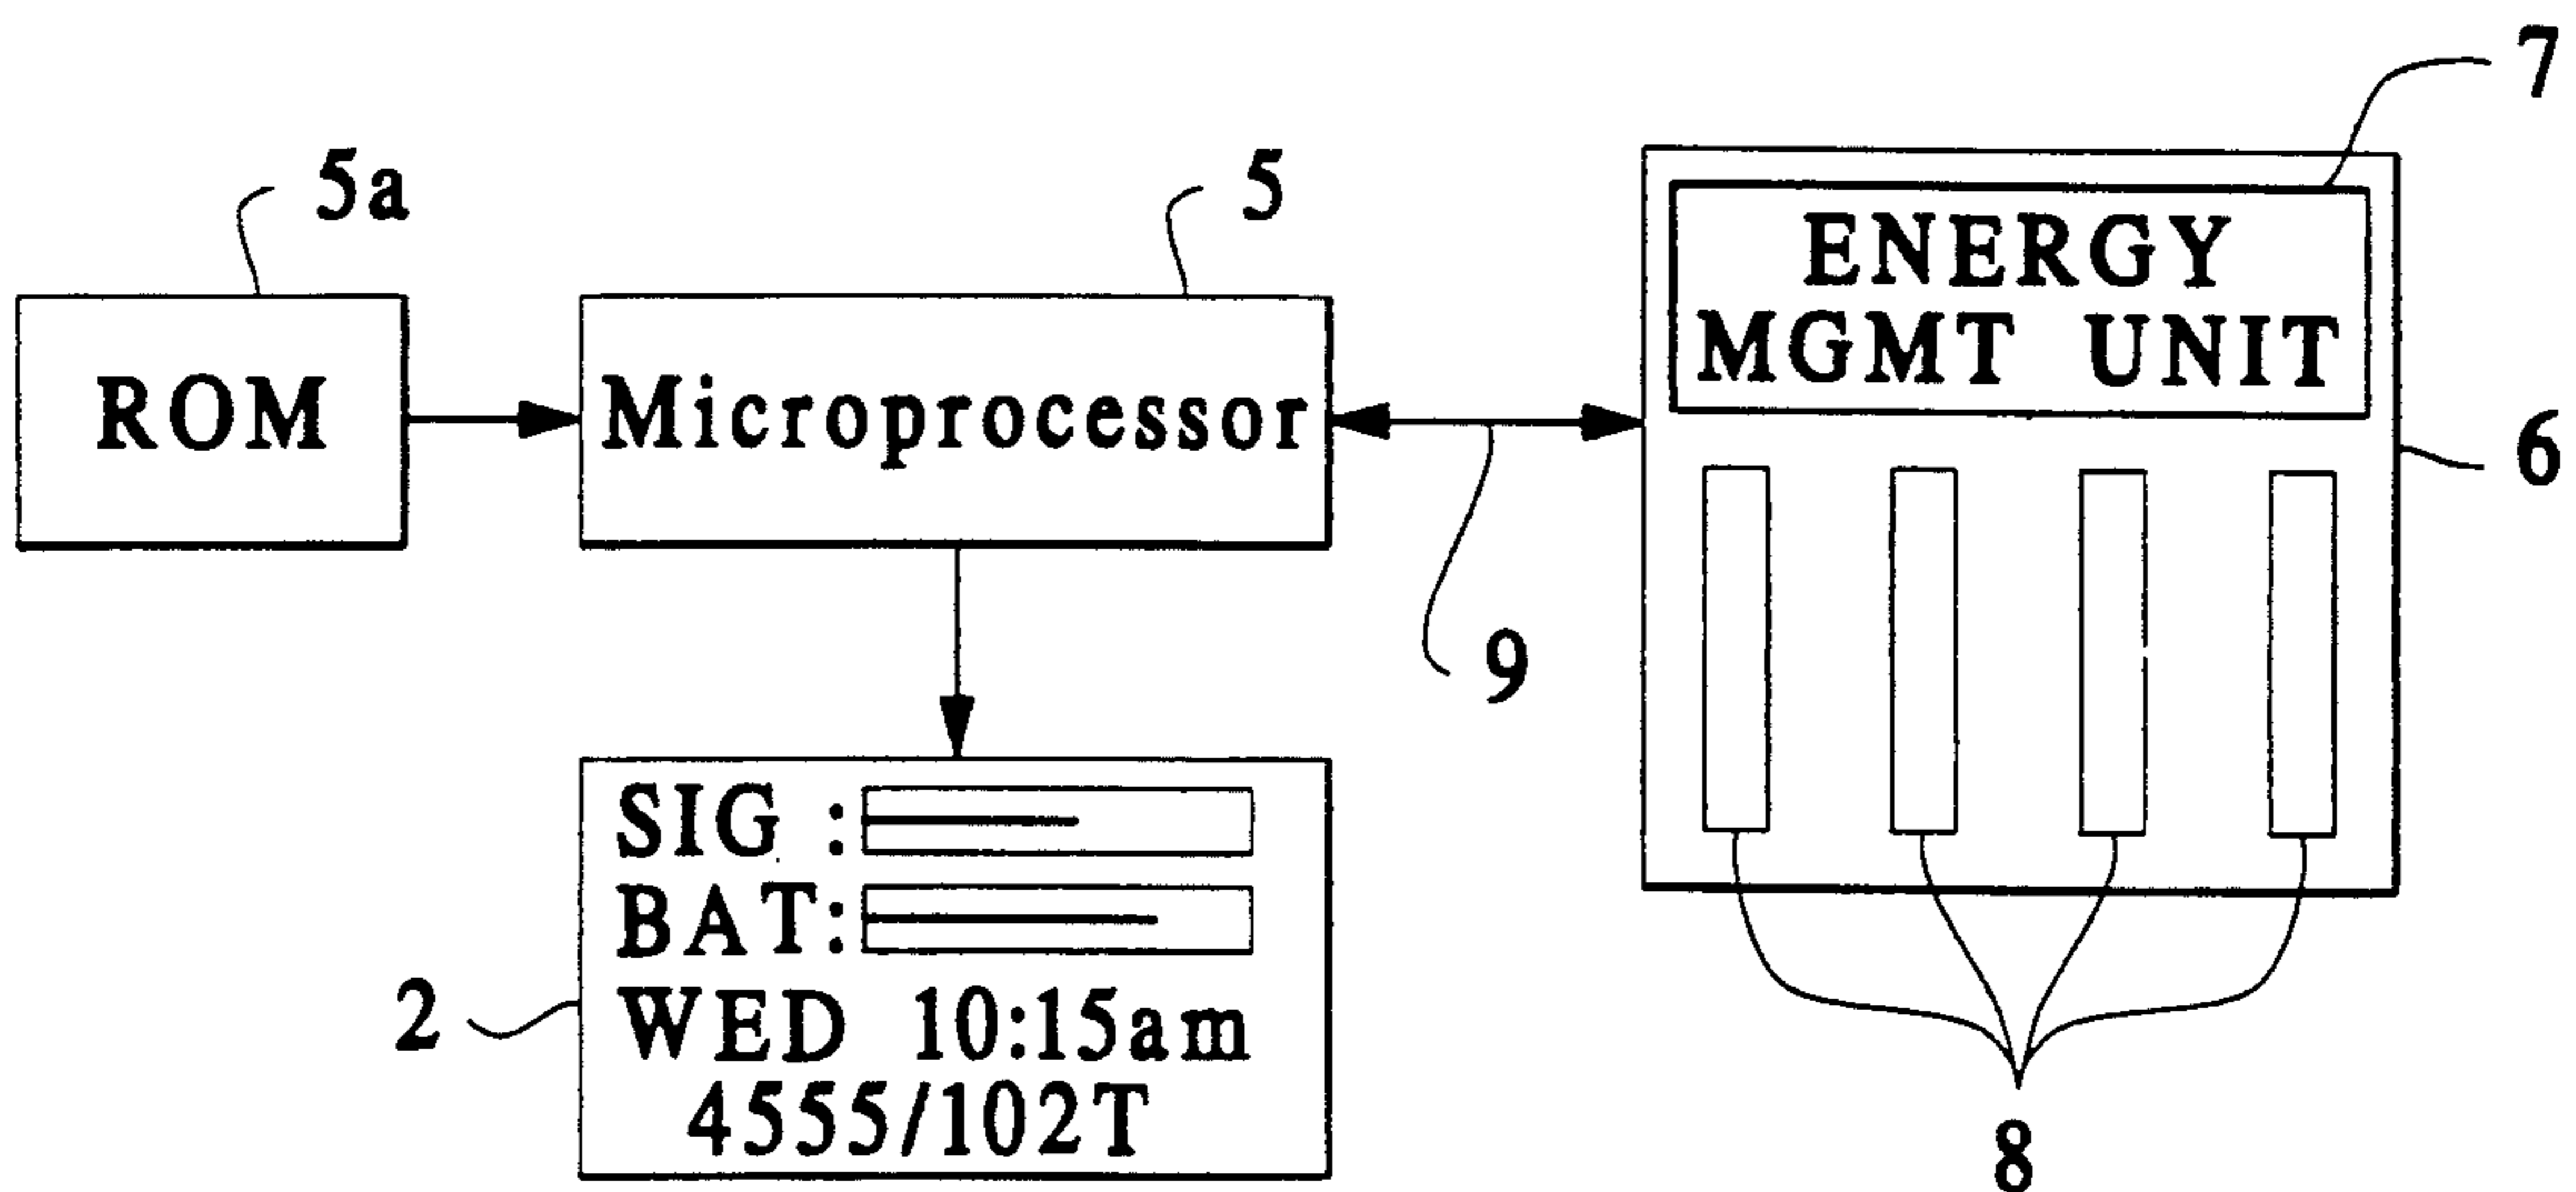 7
5a
5
ENERGY
MGMT UNIT
ROM
Microprocessor
6
9
SIG :
BAT:
WED 10:15am
4555/102T
2
8